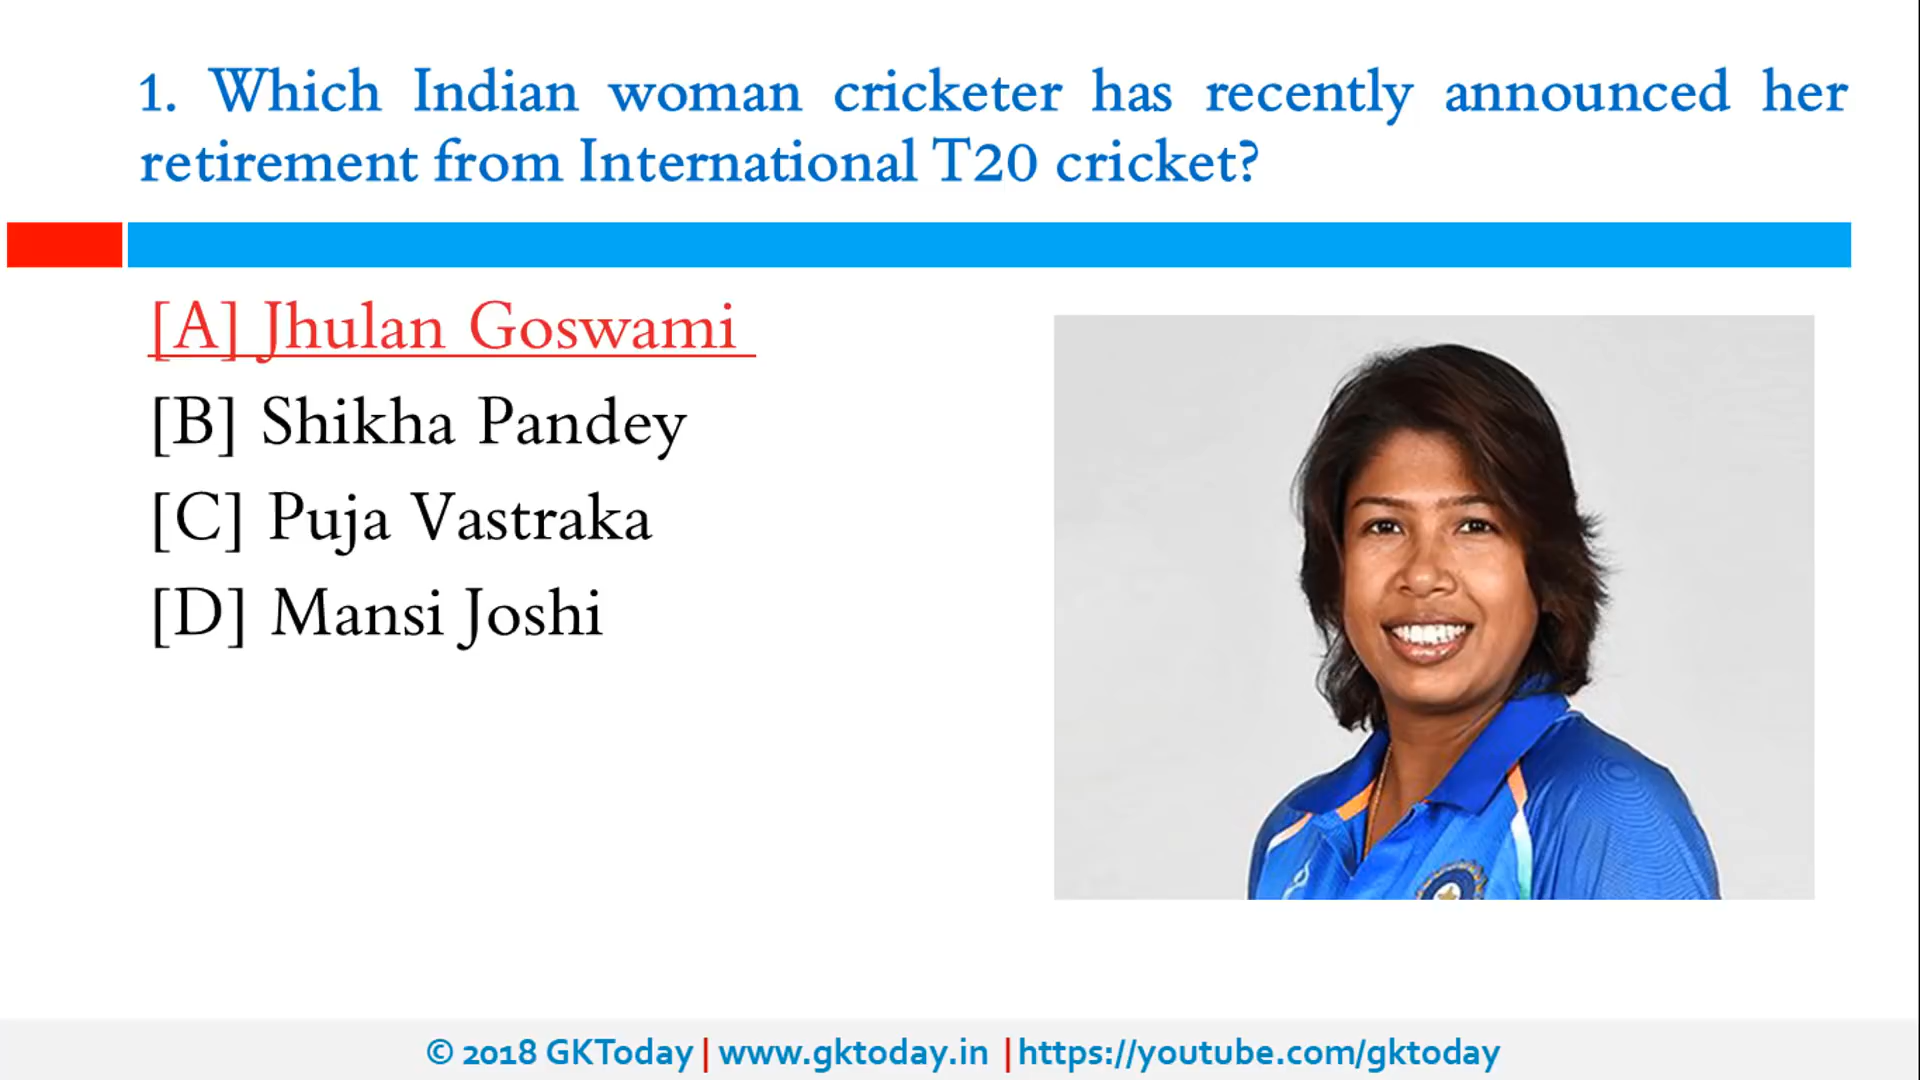 1. Which Indian woman cricketer has recently announced her
retirement from International T20 cricket?
[A] Jhulan Goswami
[B] Shikha Pandey
[C] Puja Vastraka
[D] Mansi Joshi
© 2018 GKToday | www.gktoday.in | https://youtube.com/gktoday